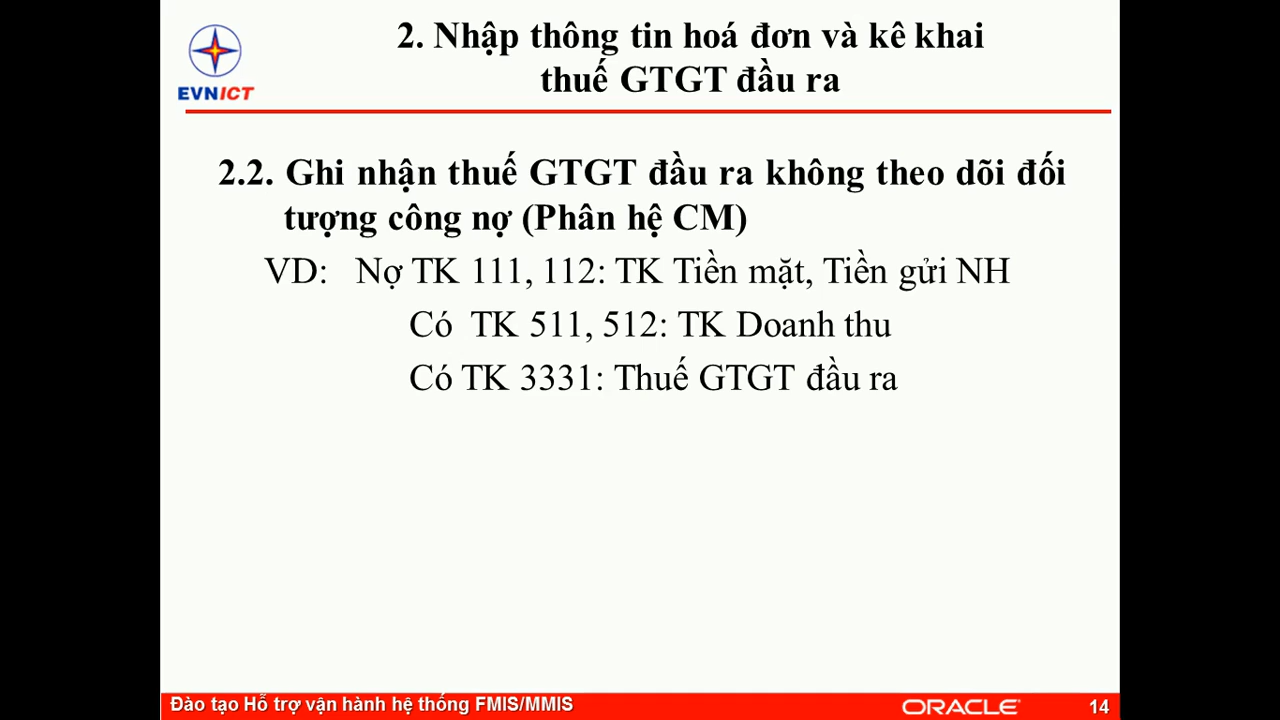 2. Nhập thông tin hoá đơn và kê khai
thuế GTGT đầu ra
EVNICT
2.2. Ghi nhận thuế GTGT đầu ra không theo dõi đối
tượng công nợ (Phân hệ CM)
VD: Nợ TK 111, 112: TK Tiền mặt, Tiền gửi NH
Có TK 511, 512: TK Doanh thu
Có TK 3331: Thuế GTGT đầu ra
Đào tạo Hỗ trợ vận hành hệ thống FMIS/MMIS
ORACLE
14